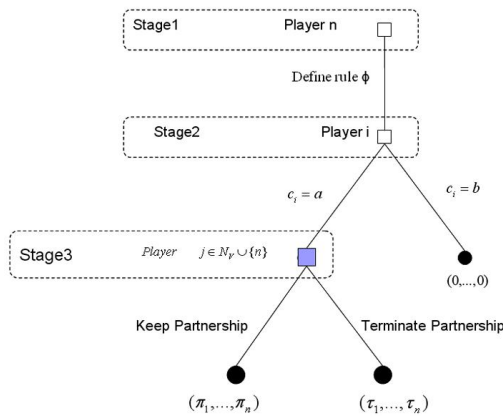 Stage1 Player n
Define rule ϕ
Stage2 Player i
c_i = a
c_i = b
Stage3 Player j ∈ N_V ∪ {n}
(0,...,0)
Keep Partnership Terminate Partnership
(π_1,...,π_n) (τ_1,...,τ_n)